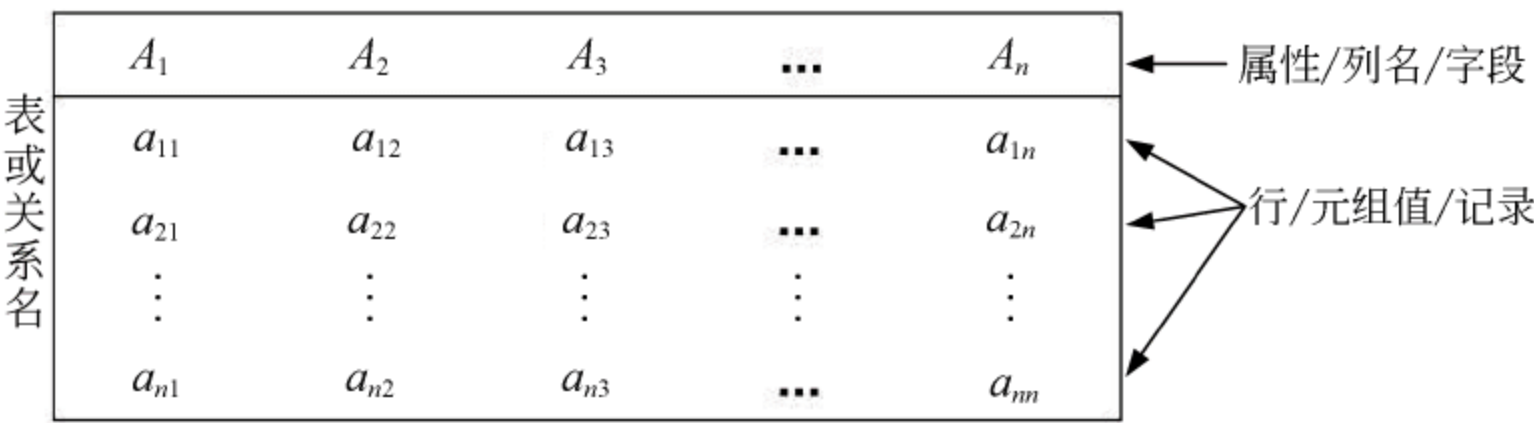 A₁ A₂ A₃ ... Aₙ
属性/列名/字段
表或关系名
a₁₁ a₁₂ a₁₃ ... a₁ₙ
行/元组值/记录
a₂₁ a₂₂ a₂₃ ... a₂ₙ
⋮ ⋮ ⋮ ⋮ ⋮
aₙ₁ aₙ₂ aₙ₃ ... aₙₙ